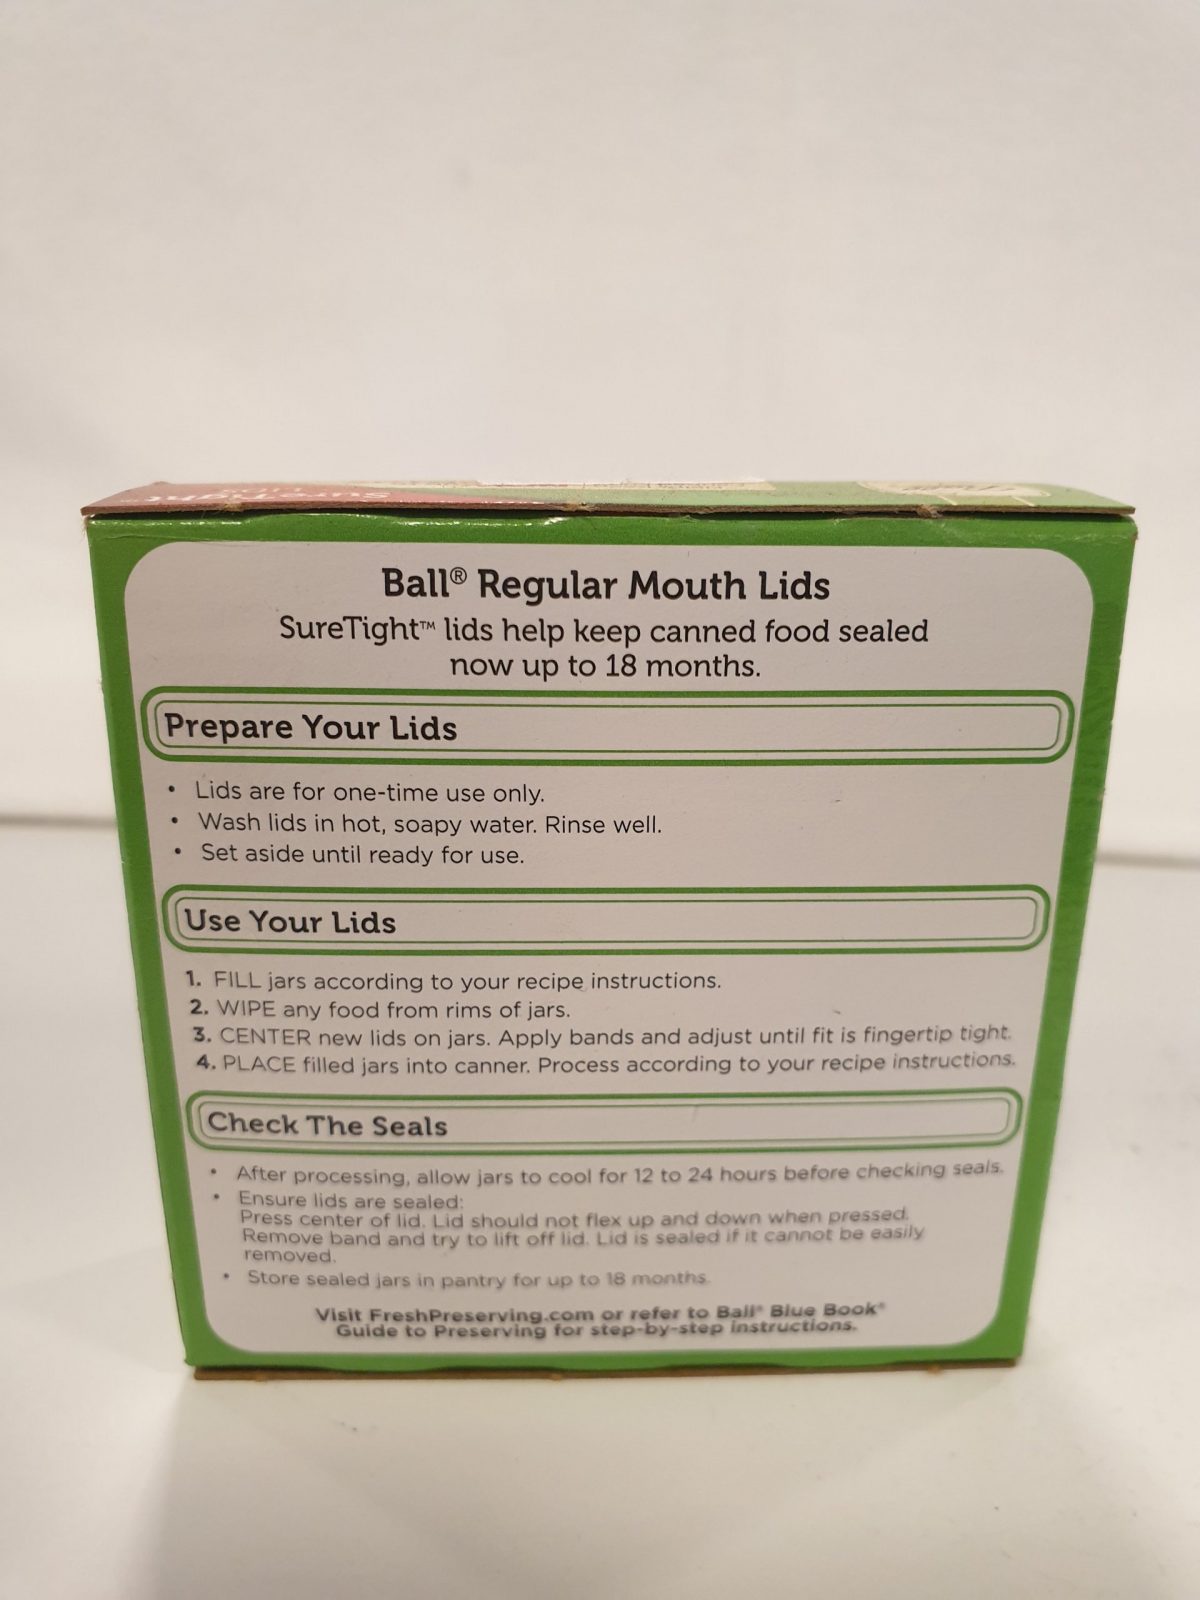 SureTight™
Ball® Regular Mouth Lids
SureTight™ lids help keep canned food sealed
now up to 18 months.
Prepare Your Lids
• Lids are for one-time use only.
• Wash lids in hot, soapy water. Rinse well.
• Set aside until ready for use.
Use Your Lids
1. FILL jars according to your recipe instructions.
2. WIPE any food from rims of jars.
3. CENTER new lids on jars. Apply bands and adjust until fit is fingertip tight.
4. PLACE filled jars into canner. Process according to your recipe instructions.
Check The Seals
• After processing, allow jars to cool for 12 to 24 hours before checking seals.
• Ensure lids are sealed:
Press center of lid. Lid should not flex up and down when pressed.
Remove band and try to lift off lid. Lid is sealed if it cannot be easily
removed.
• Store sealed jars in pantry for up to 18 months.
Visit FreshPreserving.com or refer to Ball® Blue Book®
Guide to Preserving for step-by-step instructions.